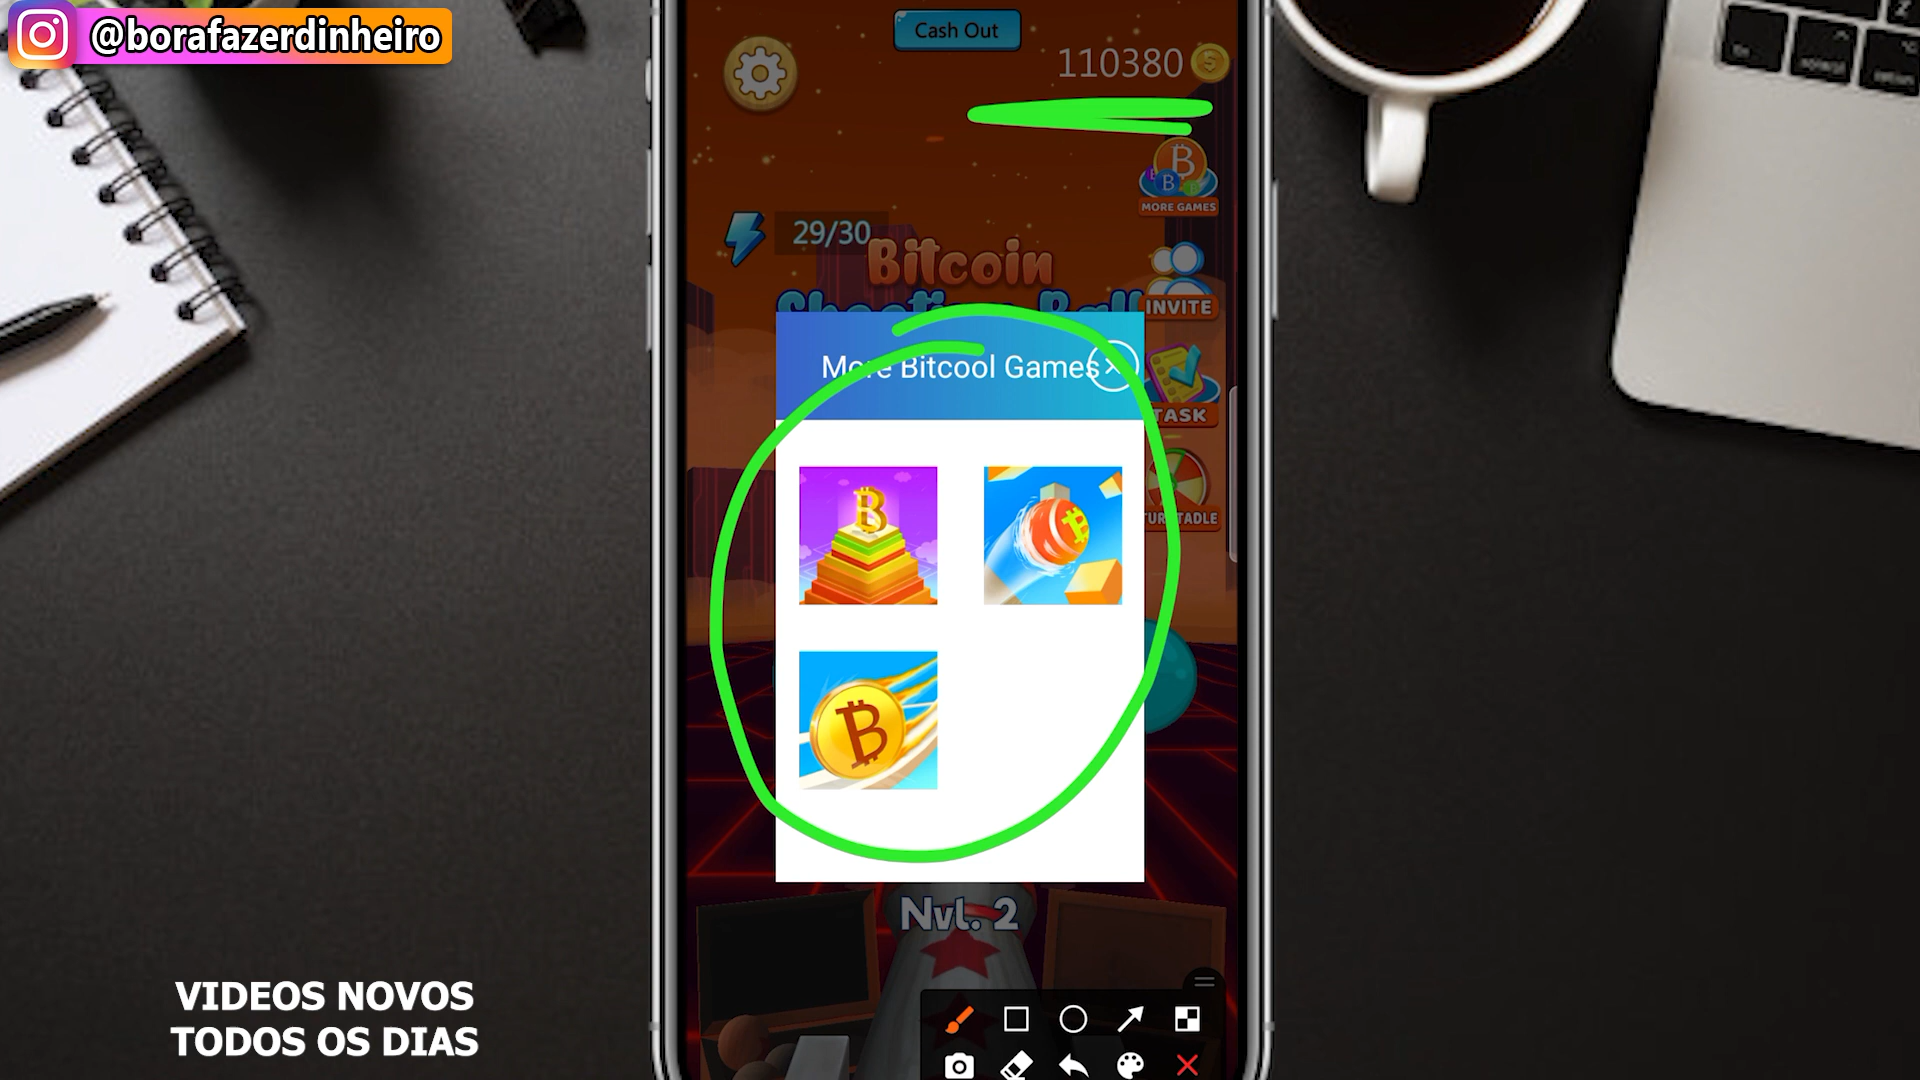 @borafazerdinheiro
Cash Out
110380
MORE GAMES
29/30
Bitcoin
INVITE
More Bitcool Games
TASK
Nvl. 2
VIDEOS NOVOS
TODOS OS DIAS